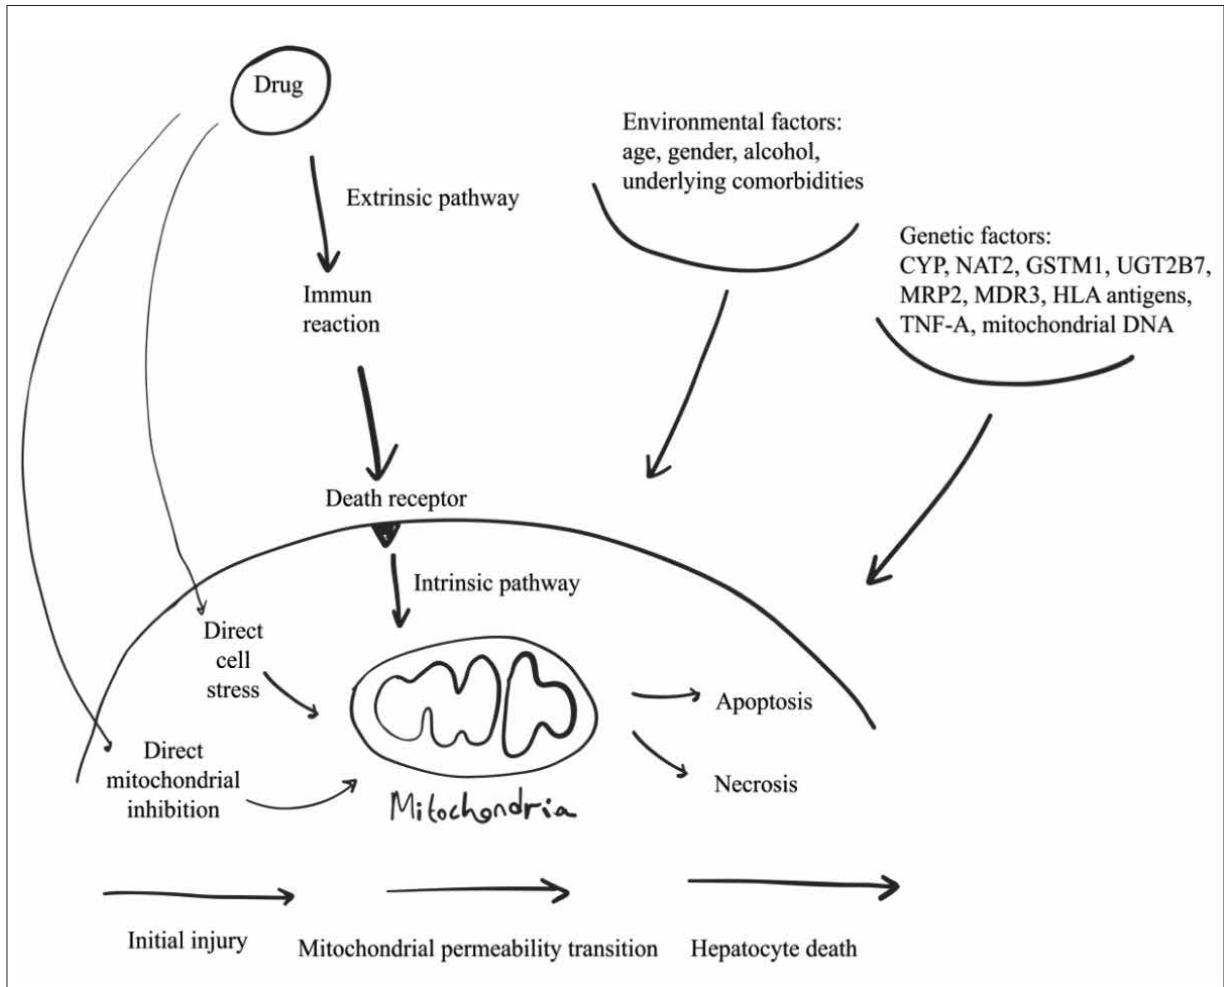 Drug
Extrinsic pathway
Immun
reaction
Death receptor
Environmental factors:
age, gender, alcohol,
underlying comorbidities
Genetic factors:
CYP, NAT2, GSTM1, UGT2B7,
MRP2, MDR3, HLA antigens,
TNF-A, mitochondrial DNA
Intrinsic pathway
Direct
cell
stress
Direct
mitochondrial
inhibition
Mitochondria
Apoptosis
Necrosis
Initial injury
Mitochondrial permeability transition
Hepatocyte death